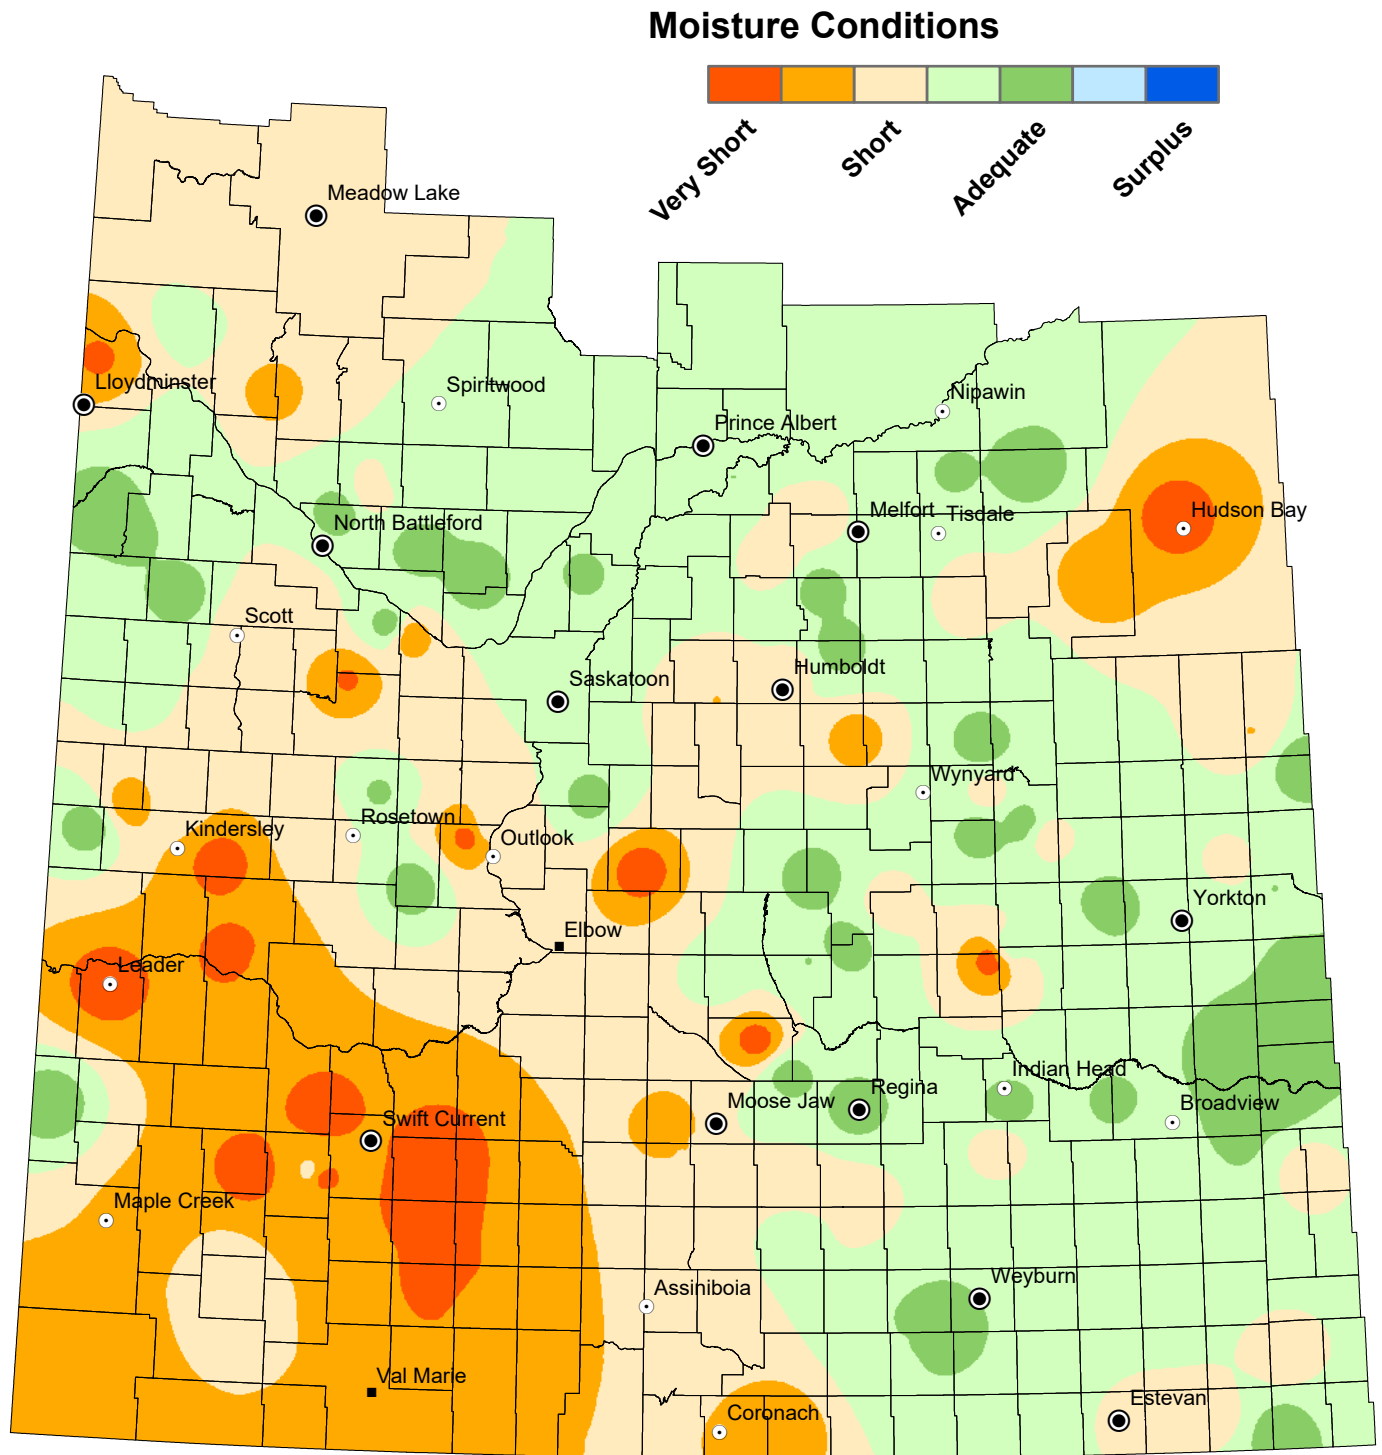 Moisture Conditions
Very Short
Short
Adequate
Surplus
Meadow Lake
Lloydminster
Spiritwood
Nipawin
Prince Albert
Hudson Bay
Melfort
Tisdale
North Battleford
Scott
Humboldt
Saskatoon
Wynyard
Rosetown
Kindersley
Outlook
Yorkton
Elbow
Leader
Indian Head
Regina
Moose Jaw
Broadview
Swift Current
Maple Creek
Weyburn
Assiniboia
Val Marie
Estevan
Coronach